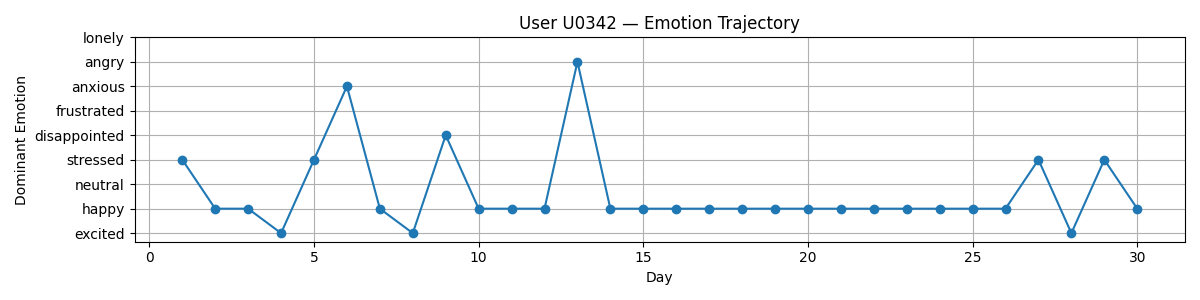 User U0342 — Emotion Trajectory
lonely
angry
anxious
frustrated
disappointed
stressed
neutral
happy
excited
Dominant Emotion
0 5 10 15 20 25 30
Day